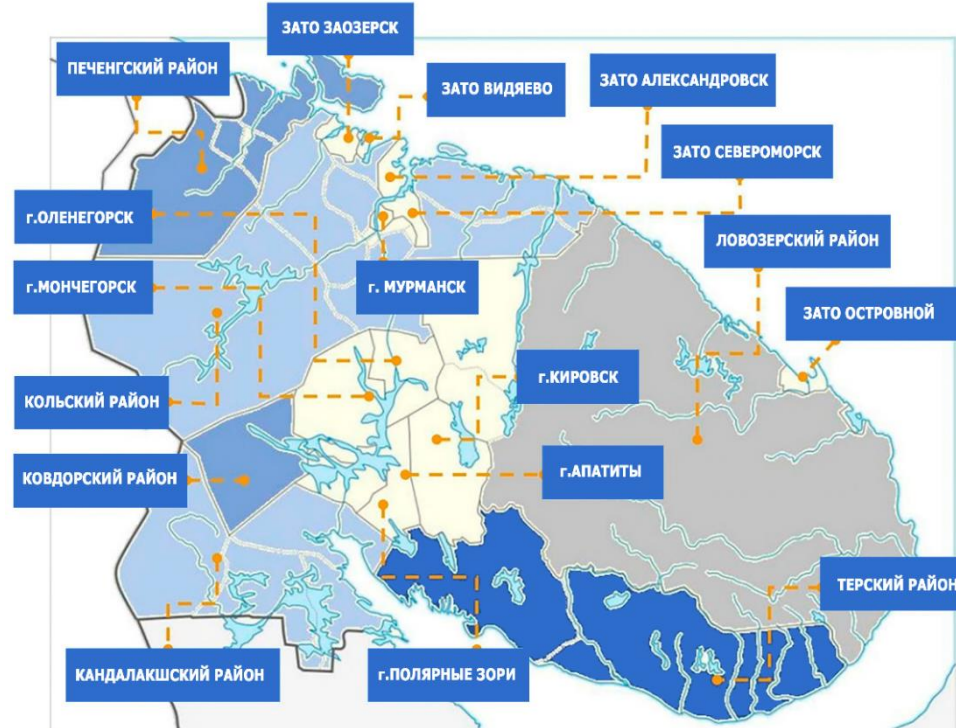 ЗАТО ЗАОЗЕРСК
ПЕЧЕНГСКИЙ РАЙОН
ЗАТО ВИДЯЕВО
ЗАТО АЛЕКСАНДРОВСК
ЗАТО СЕВЕРОМОРСК
г.ОЛЕНЕГОРСК
ЛОВОЗЕРСКИЙ РАЙОН
г.МОНЧЕГОРСК
г. МУРМАНСК
ЗАТО ОСТРОВНОЙ
г.КИРОВСК
КОЛЬСКИЙ РАЙОН
КОВДОРСКИЙ РАЙОН
г.АПАТИТЫ
ТЕРСКИЙ РАЙОН
КАНДАЛАКШСКИЙ РАЙОН
г.ПОЛЯРНЫЕ ЗОРИ